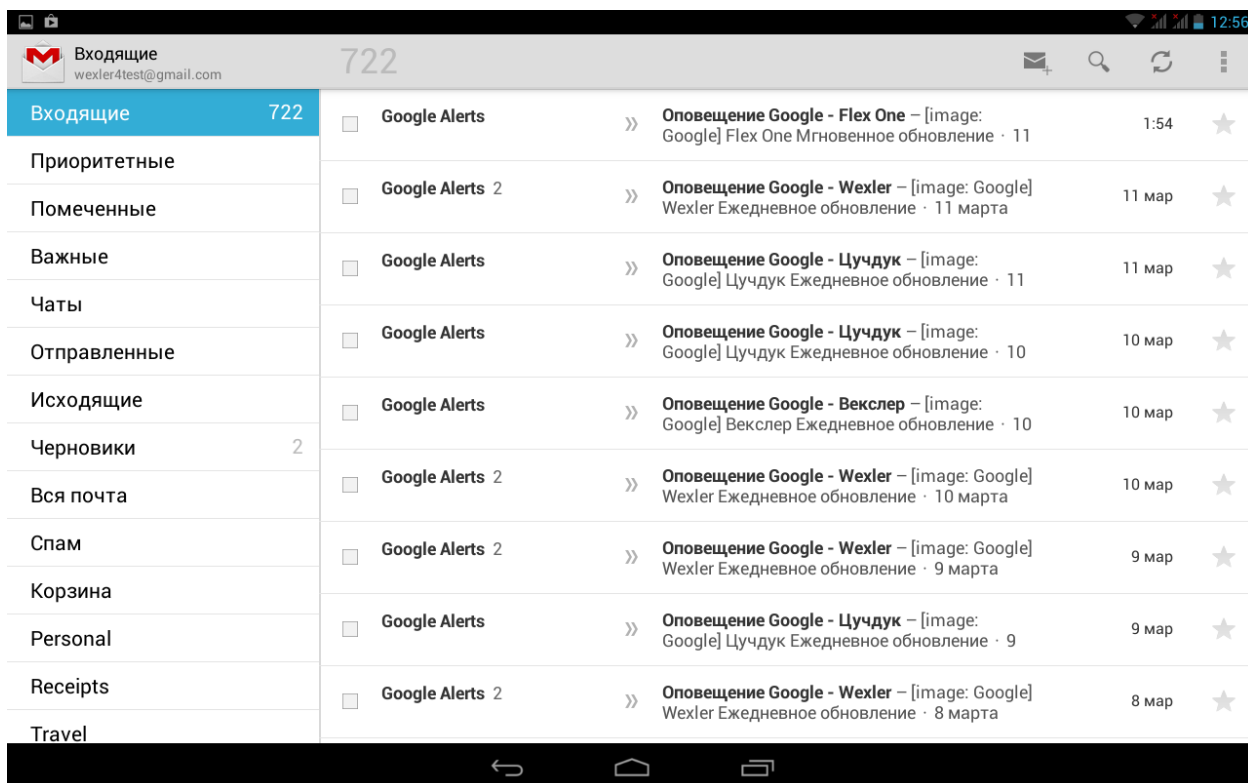 12:56
Входящие
wexler4test@gmail.com
722
Входящие 722
Приоритетные
Помеченные
Важные
Чаты
Отправленные
Исходящие
Черновики 2
Вся почта
Спам
Корзина
Personal
Receipts
Travel
Google Alerts » Оповещение Google - Flex One – [image: 1:54
Google] Flex One Мгновенное обновление · 11
Google Alerts 2 » Оповещение Google - Wexler – [image: Google] 11 мар
Wexler Ежедневное обновление · 11 марта
Google Alerts » Оповещение Google - Цучдук – [image: 11 мар
Google] Цучдук Ежедневное обновление · 11
Google Alerts » Оповещение Google - Цучдук – [image: 10 мар
Google] Цучдук Ежедневное обновление · 10
Google Alerts » Оповещение Google - Векслер – [image: 10 мар
Google] Векслер Ежедневное обновление · 10
Google Alerts 2 » Оповещение Google - Wexler – [image: Google] 10 мар
Wexler Ежедневное обновление · 10 марта
Google Alerts 2 » Оповещение Google - Wexler – [image: Google] 9 мар
Wexler Ежедневное обновление · 9 марта
Google Alerts » Оповещение Google - Цучдук – [image: 9 мар
Google] Цучдук Ежедневное обновление · 9
Google Alerts 2 » Оповещение Google - Wexler – [image: Google] 8 мар
Wexler Ежедневное обновление · 8 марта